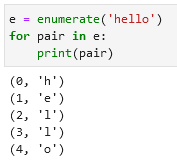 e = enumerate('hello')
for pair in e:
    print(pair)
(0, 'h')
(1, 'e')
(2, 'l')
(3, 'l')
(4, 'o')